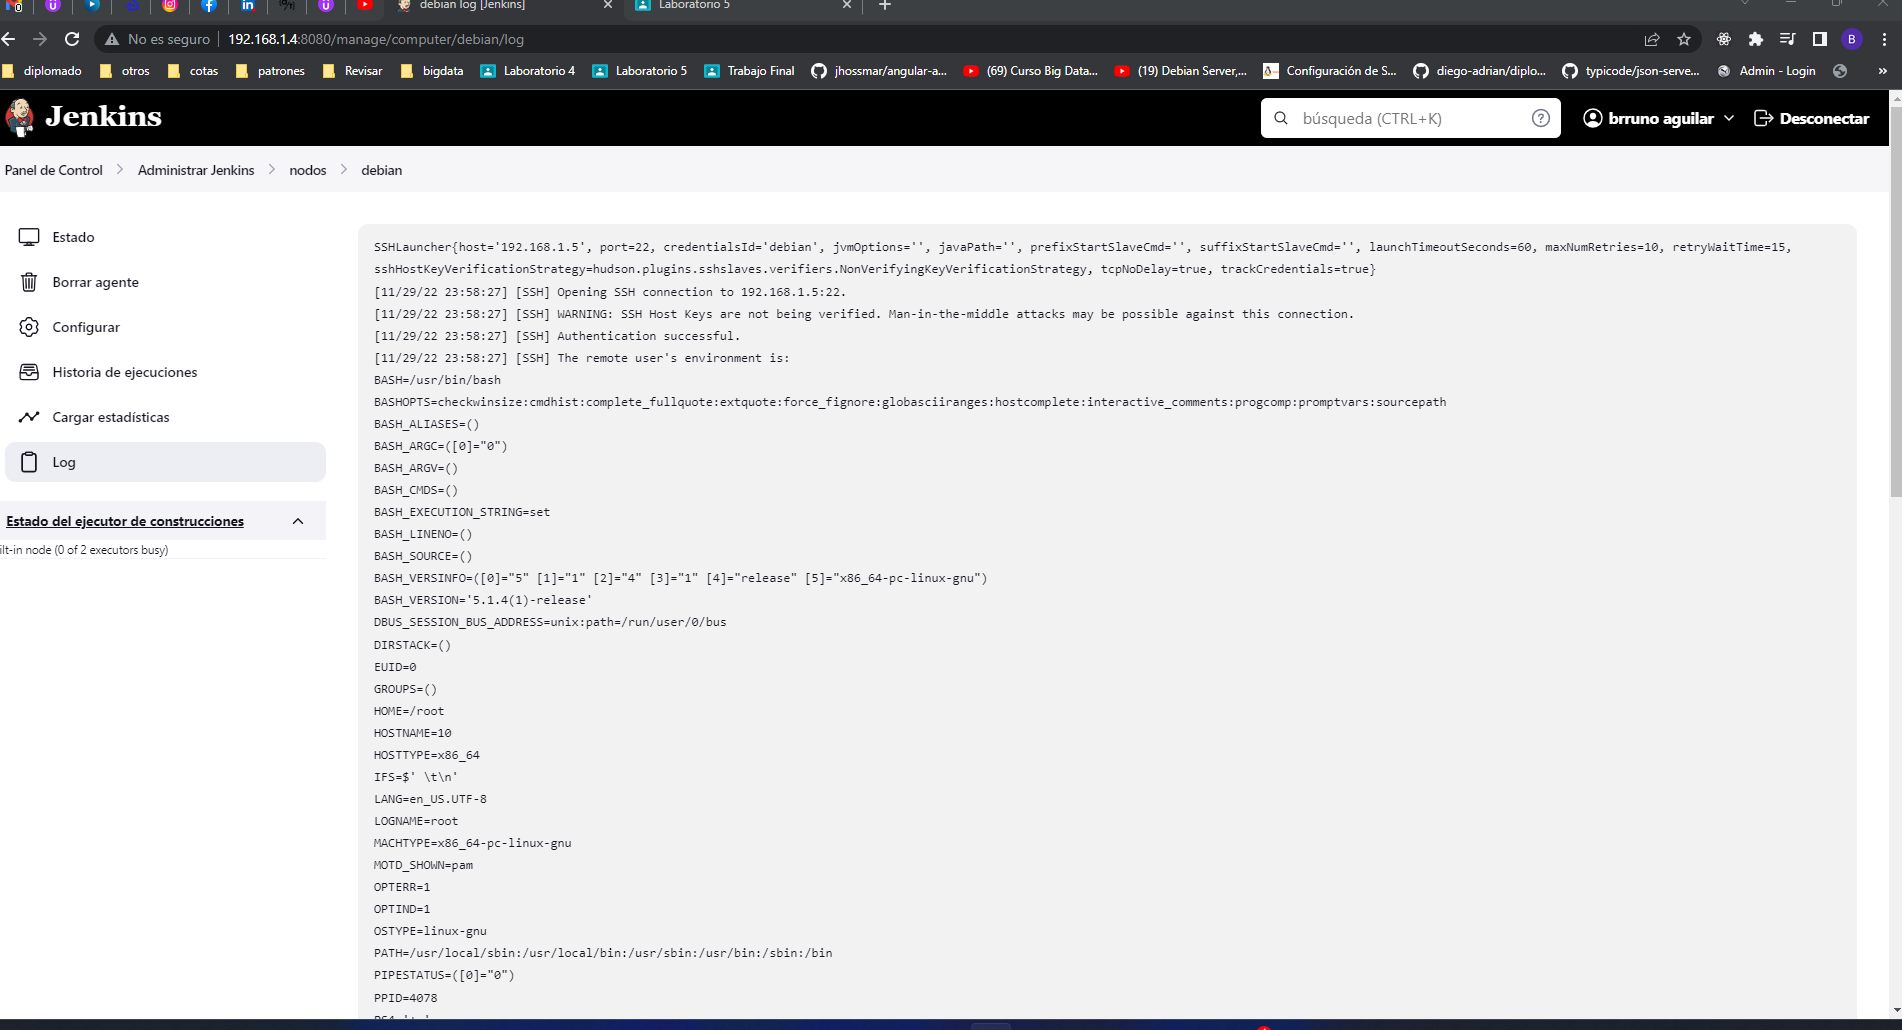 debian log [Jenkins]
Laboratorio 5
No es seguro
192.168.1.4:8080/manage/computer/debian/log
B
diplomado
otros
cotas
patrones
Revisar
bigdata
Laboratorio 4
Laboratorio 5
Trabajo Final
jhossmar/angular-a...
(69) Curso Big Data...
(19) Debian Server,...
Configuración de S...
diego-adrian/diplo...
typicode/json-serve...
Admin - Login
»
Jenkins
búsqueda (CTRL+K)
brruno aguilar
Desconectar
Panel de Control
Administrar Jenkins
nodos
debian
Estado
Borrar agente
Configurar
Historia de ejecuciones
Cargar estadísticas
Log
Estado del ejecutor de construcciones
ilt-in node (0 of 2 executors busy)
SSHLauncher{host='192.168.1.5', port=22, credentialsId='debian', jvmOptions='', javaPath='', prefixStartSlaveCmd='', suffixStartSlaveCmd='', launchTimeoutSeconds=60, maxNumRetries=10, retryWaitTime=15,
sshHostKeyVerificationStrategy=hudson.plugins.sshslaves.verifiers.NonVerifyingKeyVerificationStrategy, tcpNoDelay=true, trackCredentials=true}
[11/29/22 23:58:27] [SSH] Opening SSH connection to 192.168.1.5:22.
[11/29/22 23:58:27] [SSH] WARNING: SSH Host Keys are not being verified. Man-in-the-middle attacks may be possible against this connection.
[11/29/22 23:58:27] [SSH] Authentication successful.
[11/29/22 23:58:27] [SSH] The remote user's environment is:
BASH=/usr/bin/bash
BASHOPTS=checkwinsize:cmdhist:complete_fullquote:extquote:force_fignore:globasciiranges:hostcomplete:interactive_comments:progcomp:promptvars:sourcepath
BASH_ALIASES=()
BASH_ARGC=([0]="0")
BASH_ARGV=()
BASH_CMDS=()
BASH_EXECUTION_STRING=set
BASH_LINENO=()
BASH_SOURCE=()
BASH_VERSINFO=([0]="5" [1]="1" [2]="4" [3]="1" [4]="release" [5]="x86_64-pc-linux-gnu")
BASH_VERSION='5.1.4(1)-release'
DBUS_SESSION_BUS_ADDRESS=unix:path=/run/user/0/bus
DIRSTACK=()
EUID=0
GROUPS=()
HOME=/root
HOSTNAME=10
HOSTTYPE=x86_64
IFS=$' \t\n'
LANG=en_US.UTF-8
LOGNAME=root
MACHTYPE=x86_64-pc-linux-gnu
MOTD_SHOWN=pam
OPTERR=1
OPTIND=1
OSTYPE=linux-gnu
PATH=/usr/local/sbin:/usr/local/bin:/usr/sbin:/usr/bin:/sbin:/bin
PIPESTATUS=([0]="0")
PPID=4078